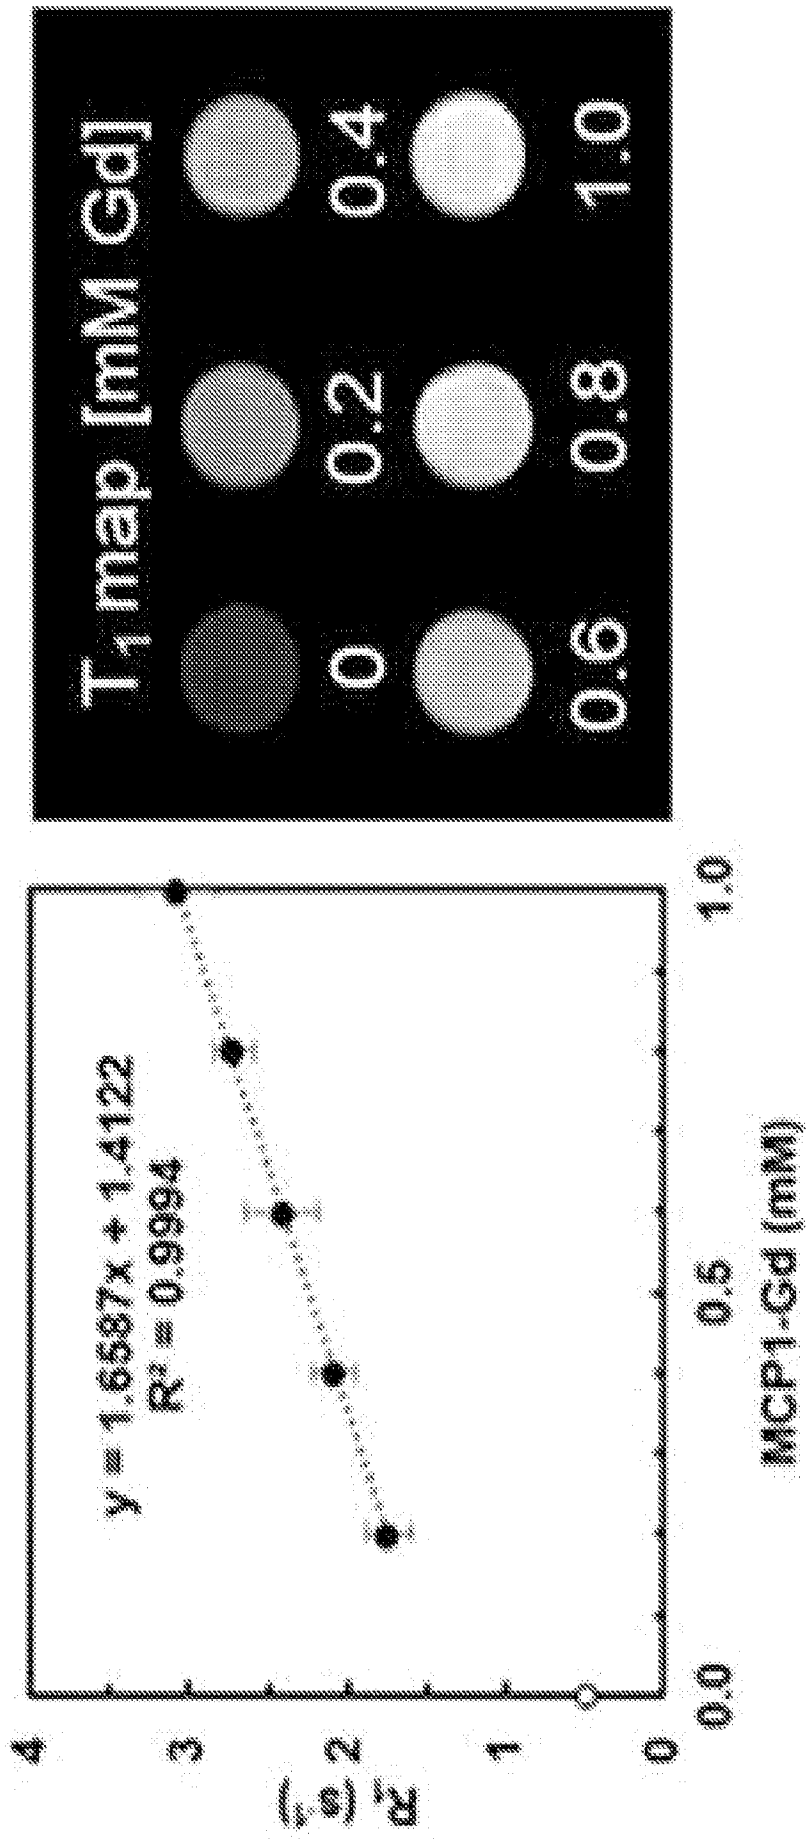 y = 1.6587x + 1.4122
R² = 0.9994
4
3
2
1
0
R₁ (s⁻¹)
0.0
0.5
1.0
MCP1-Gd (mM)
T₁ map [mM Gd]
0
0.2
0.4
0.6
0.8
1.0